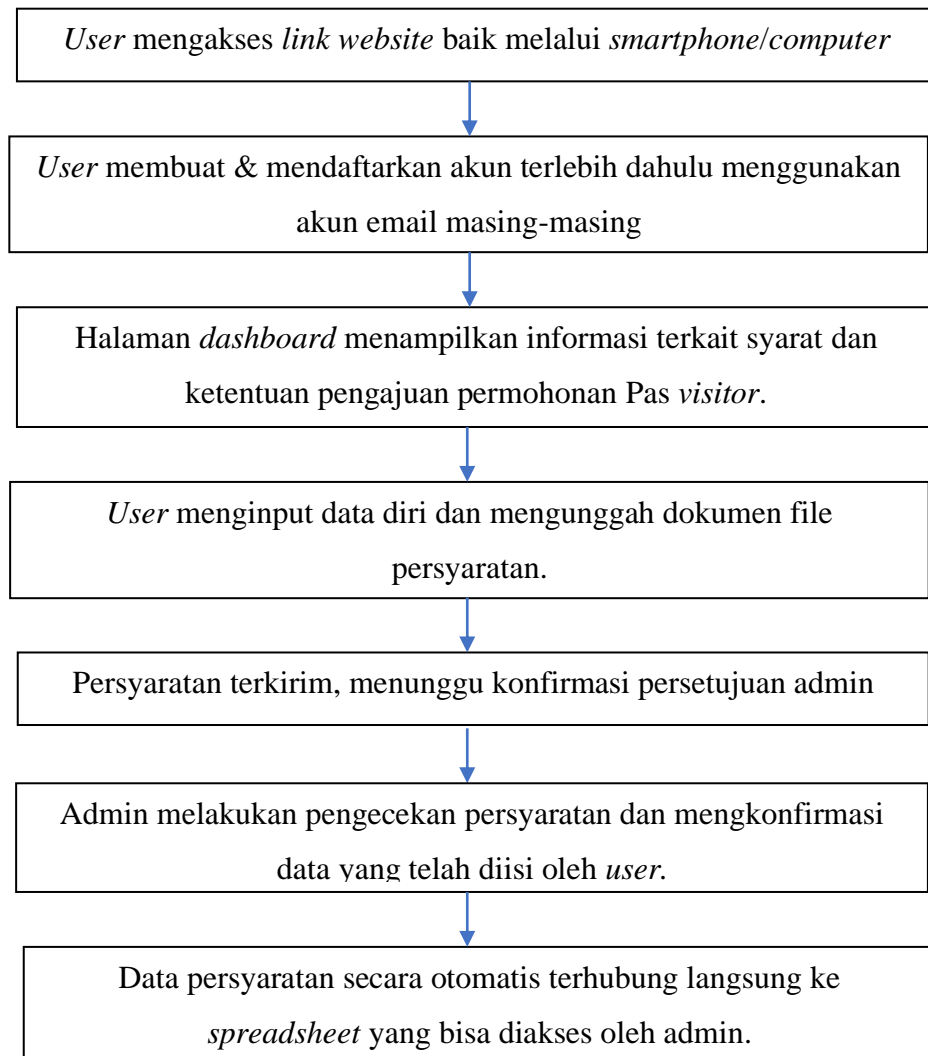 User mengakses link website baik melalui smartphone/computer
User membuat & mendaftarkan akun terlebih dahulu menggunakan
akun email masing-masing
Halaman dashboard menampilkan informasi terkait syarat dan
ketentuan pengajuan permohonan Pas visitor.
User menginput data diri dan mengunggah dokumen file
persyaratan.
Persyaratan terkirim, menunggu konfirmasi persetujuan admin
Admin melakukan pengecekan persyaratan dan mengkonfirmasi
data yang telah diisi oleh user.
Data persyaratan secara otomatis terhubung langsung ke
spreadsheet yang bisa diakses oleh admin.